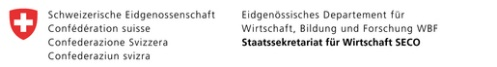 Schweizerische Eidgenossenschaft
Confédération suisse
Confederazione Svizzera
Confederaziun svizra
Eidgenössisches Departement für
Wirtschaft, Bildung und Forschung WBF
Staatssekretariat für Wirtschaft SECO